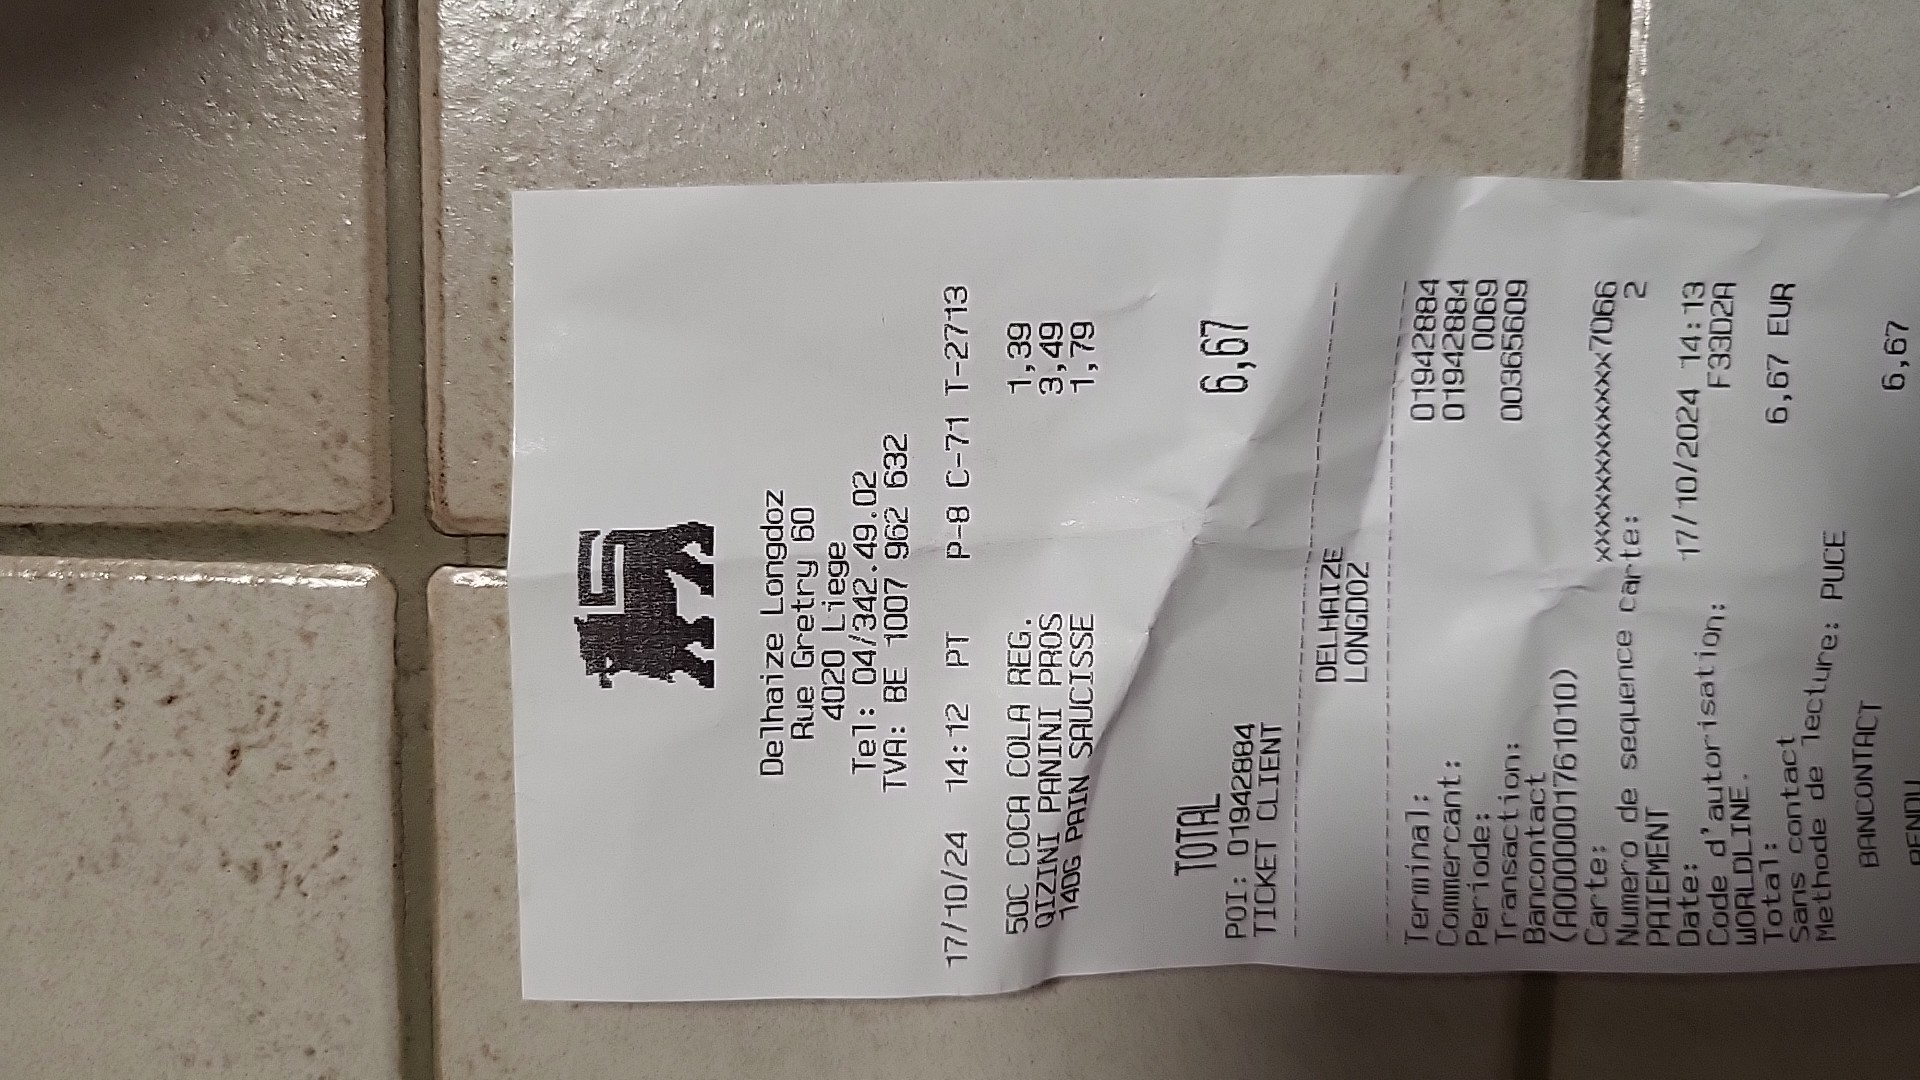 Delhaize Longdoz
Rue Gretry 60
4020 Liege
Tel: 04/342.49.02
TVA: BE 1007 962 632
17/10/24 14:12 PT P-8 C-71 T-2713
50C COCA COLA REG. 1,39
QIZINI PANINI PROS 3,49
140G PAIN SAUCISSE 1,79
TOTAL 6,67
POI: 01942884
TICKET CLIENT
DELHAIZE
LONGDOZ
Terminal: 01942884
Commercant: 01942884
Periode: 0069
Transaction: 00365609
Bancontact
(A0000001761010)
Carte: xxxxxxxxxxxxx7066
Numero de sequence carte: 2
PAIEMENT
Date: 17/10/2024 14:13
Code d'autorisation: F33D2A
WORLDLINE.
Total: 6,67 EUR
Sans contact
Methode de lecture: PUCE
BANCONTACT 6,67
RENDU